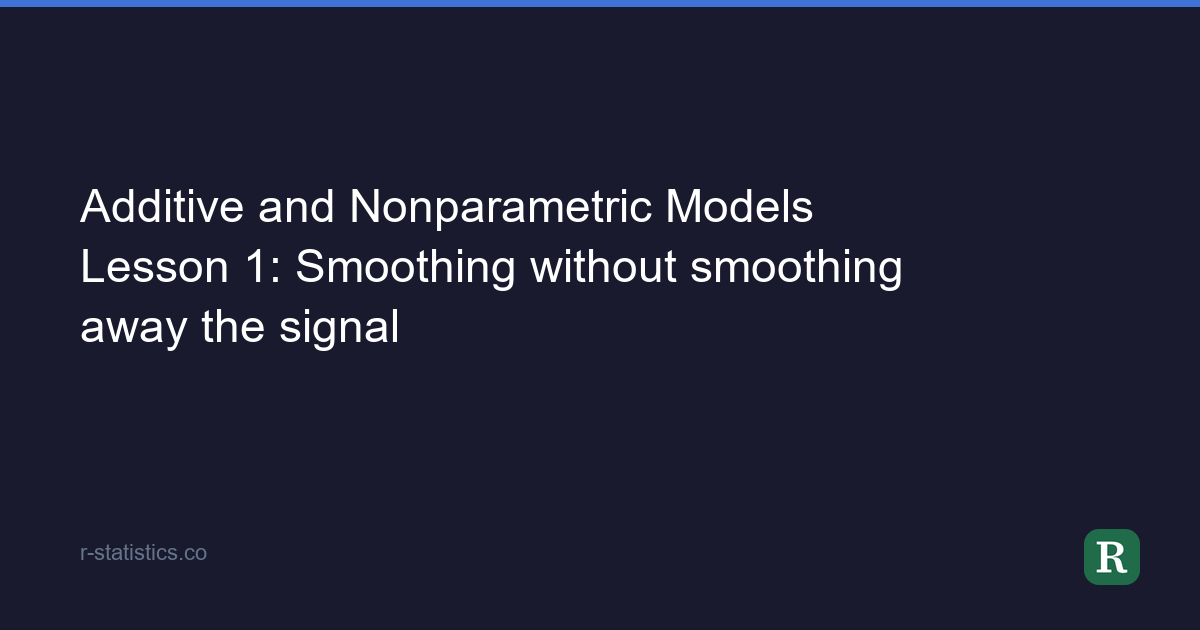 Additive and Nonparametric Models
Lesson 1: Smoothing without smoothing
away the signal
r-statistics.co
R